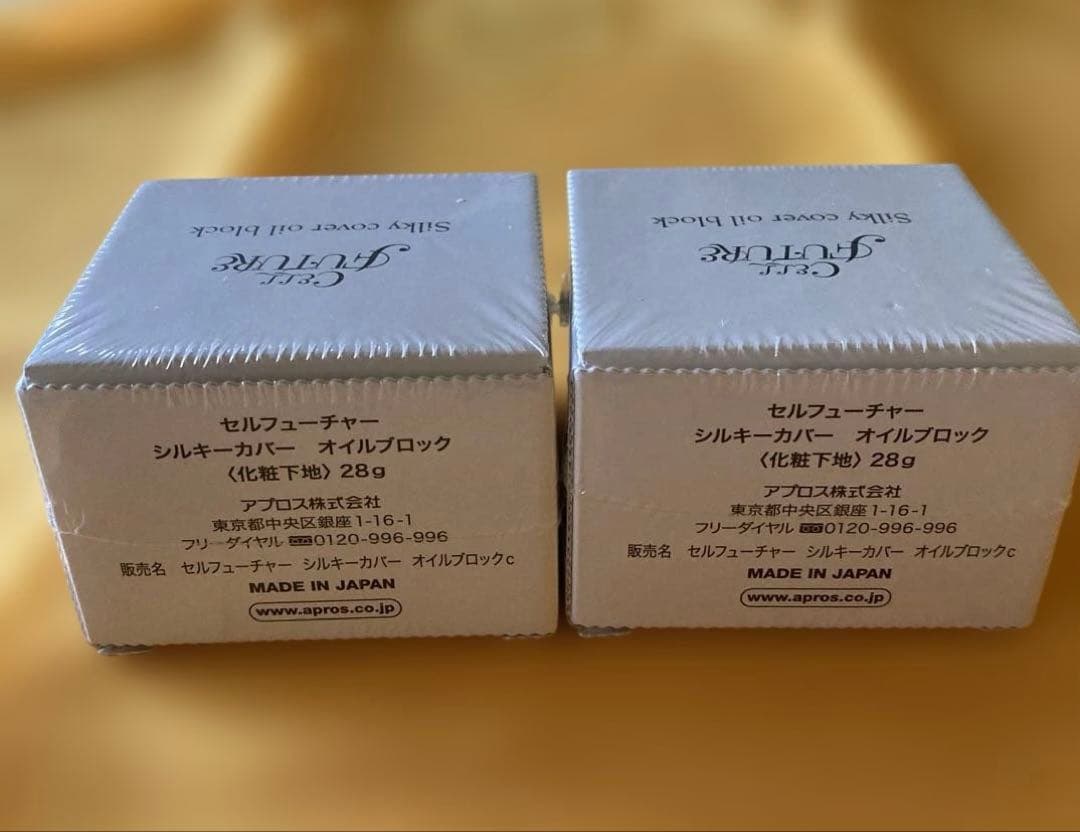 Silky cover oil block
Cell
FUTURE
セルフューチャー
シルキーカバー　オイルブロック
〈化粧下地〉28g
アプロス株式会社
東京都中央区銀座1-16-1
フリーダイヤル 0120-996-996
販売名　セルフューチャー　シルキーカバー　オイルブロックc
MADE IN JAPAN
www.apros.co.jp
Silky cover oil block
Cell
FUTURE
セルフューチャー
シルキーカバー　オイルブロック
〈化粧下地〉28g
アプロス株式会社
東京都中央区銀座1-16-1
フリーダイヤル 0120-996-996
販売名　セルフューチャー　シルキーカバー　オイルブロックc
MADE IN JAPAN
www.apros.co.jp